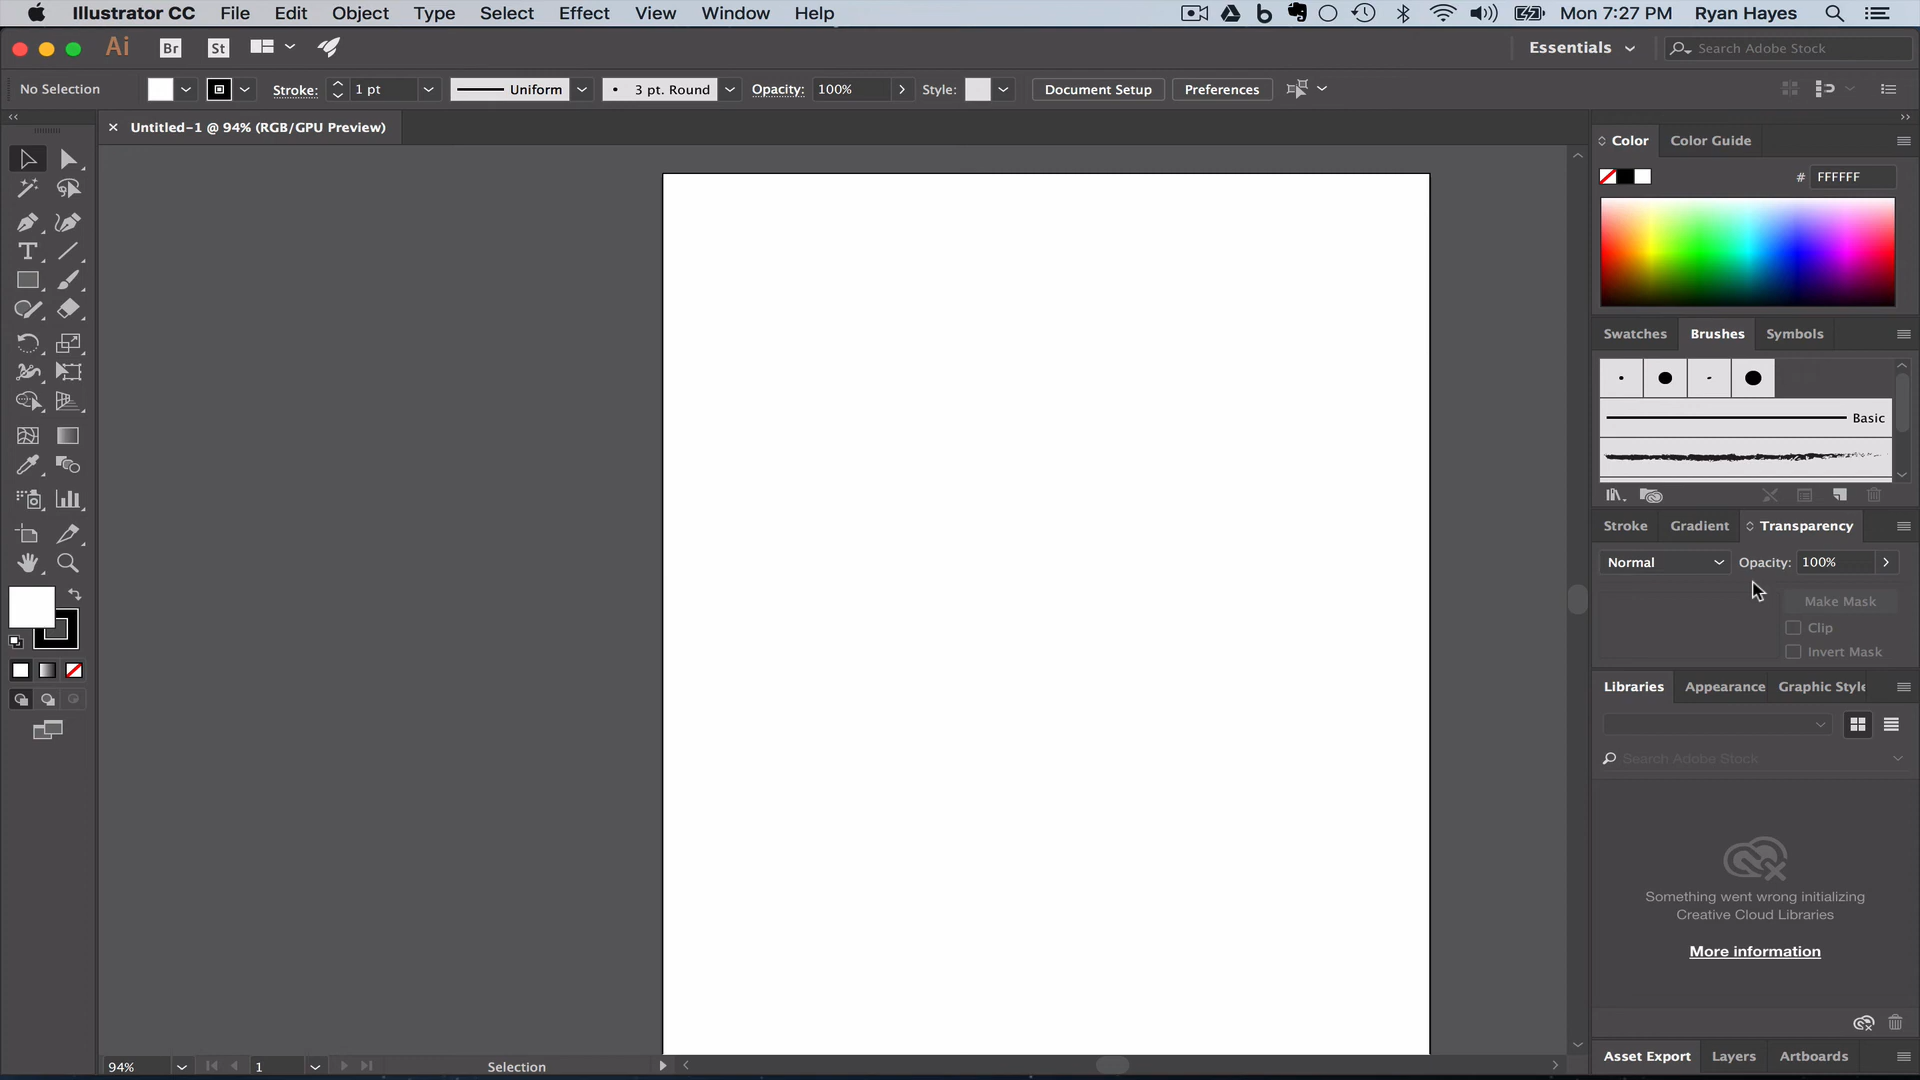 Illustrator CC File Edit Object Type Select Effect View Window Help Mon 7:27 PM Ryan Hayes
Ai Br St Essentials Search Adobe Stock
No Selection Stroke: 1 pt Uniform 3 pt. Round Opacity: 100% Style: Document Setup Preferences
Untitled-1 @ 94% (RGB/GPU Preview)
Color Color Guide
# FFFFFF
Swatches Brushes Symbols
Basic
Stroke Gradient Transparency
Normal Opacity: 100%
Make Mask
Clip
Invert Mask
Libraries Appearance Graphic Style
Search Adobe Stock
Something went wrong initializing
Creative Cloud Libraries
More information
Asset Export Layers Artboards
94% 1 Selection